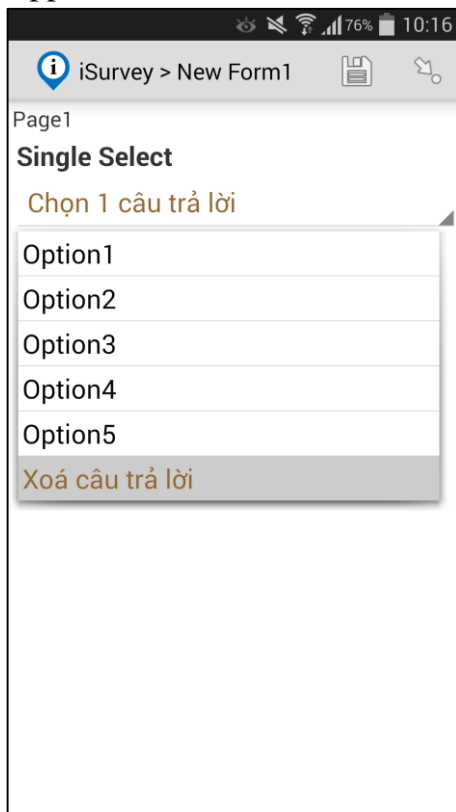 76% 10:16
iSurvey > New Form1
Page1
Single Select
Chọn 1 câu trả lời
Option1
Option2
Option3
Option4
Option5
Xoá câu trả lời